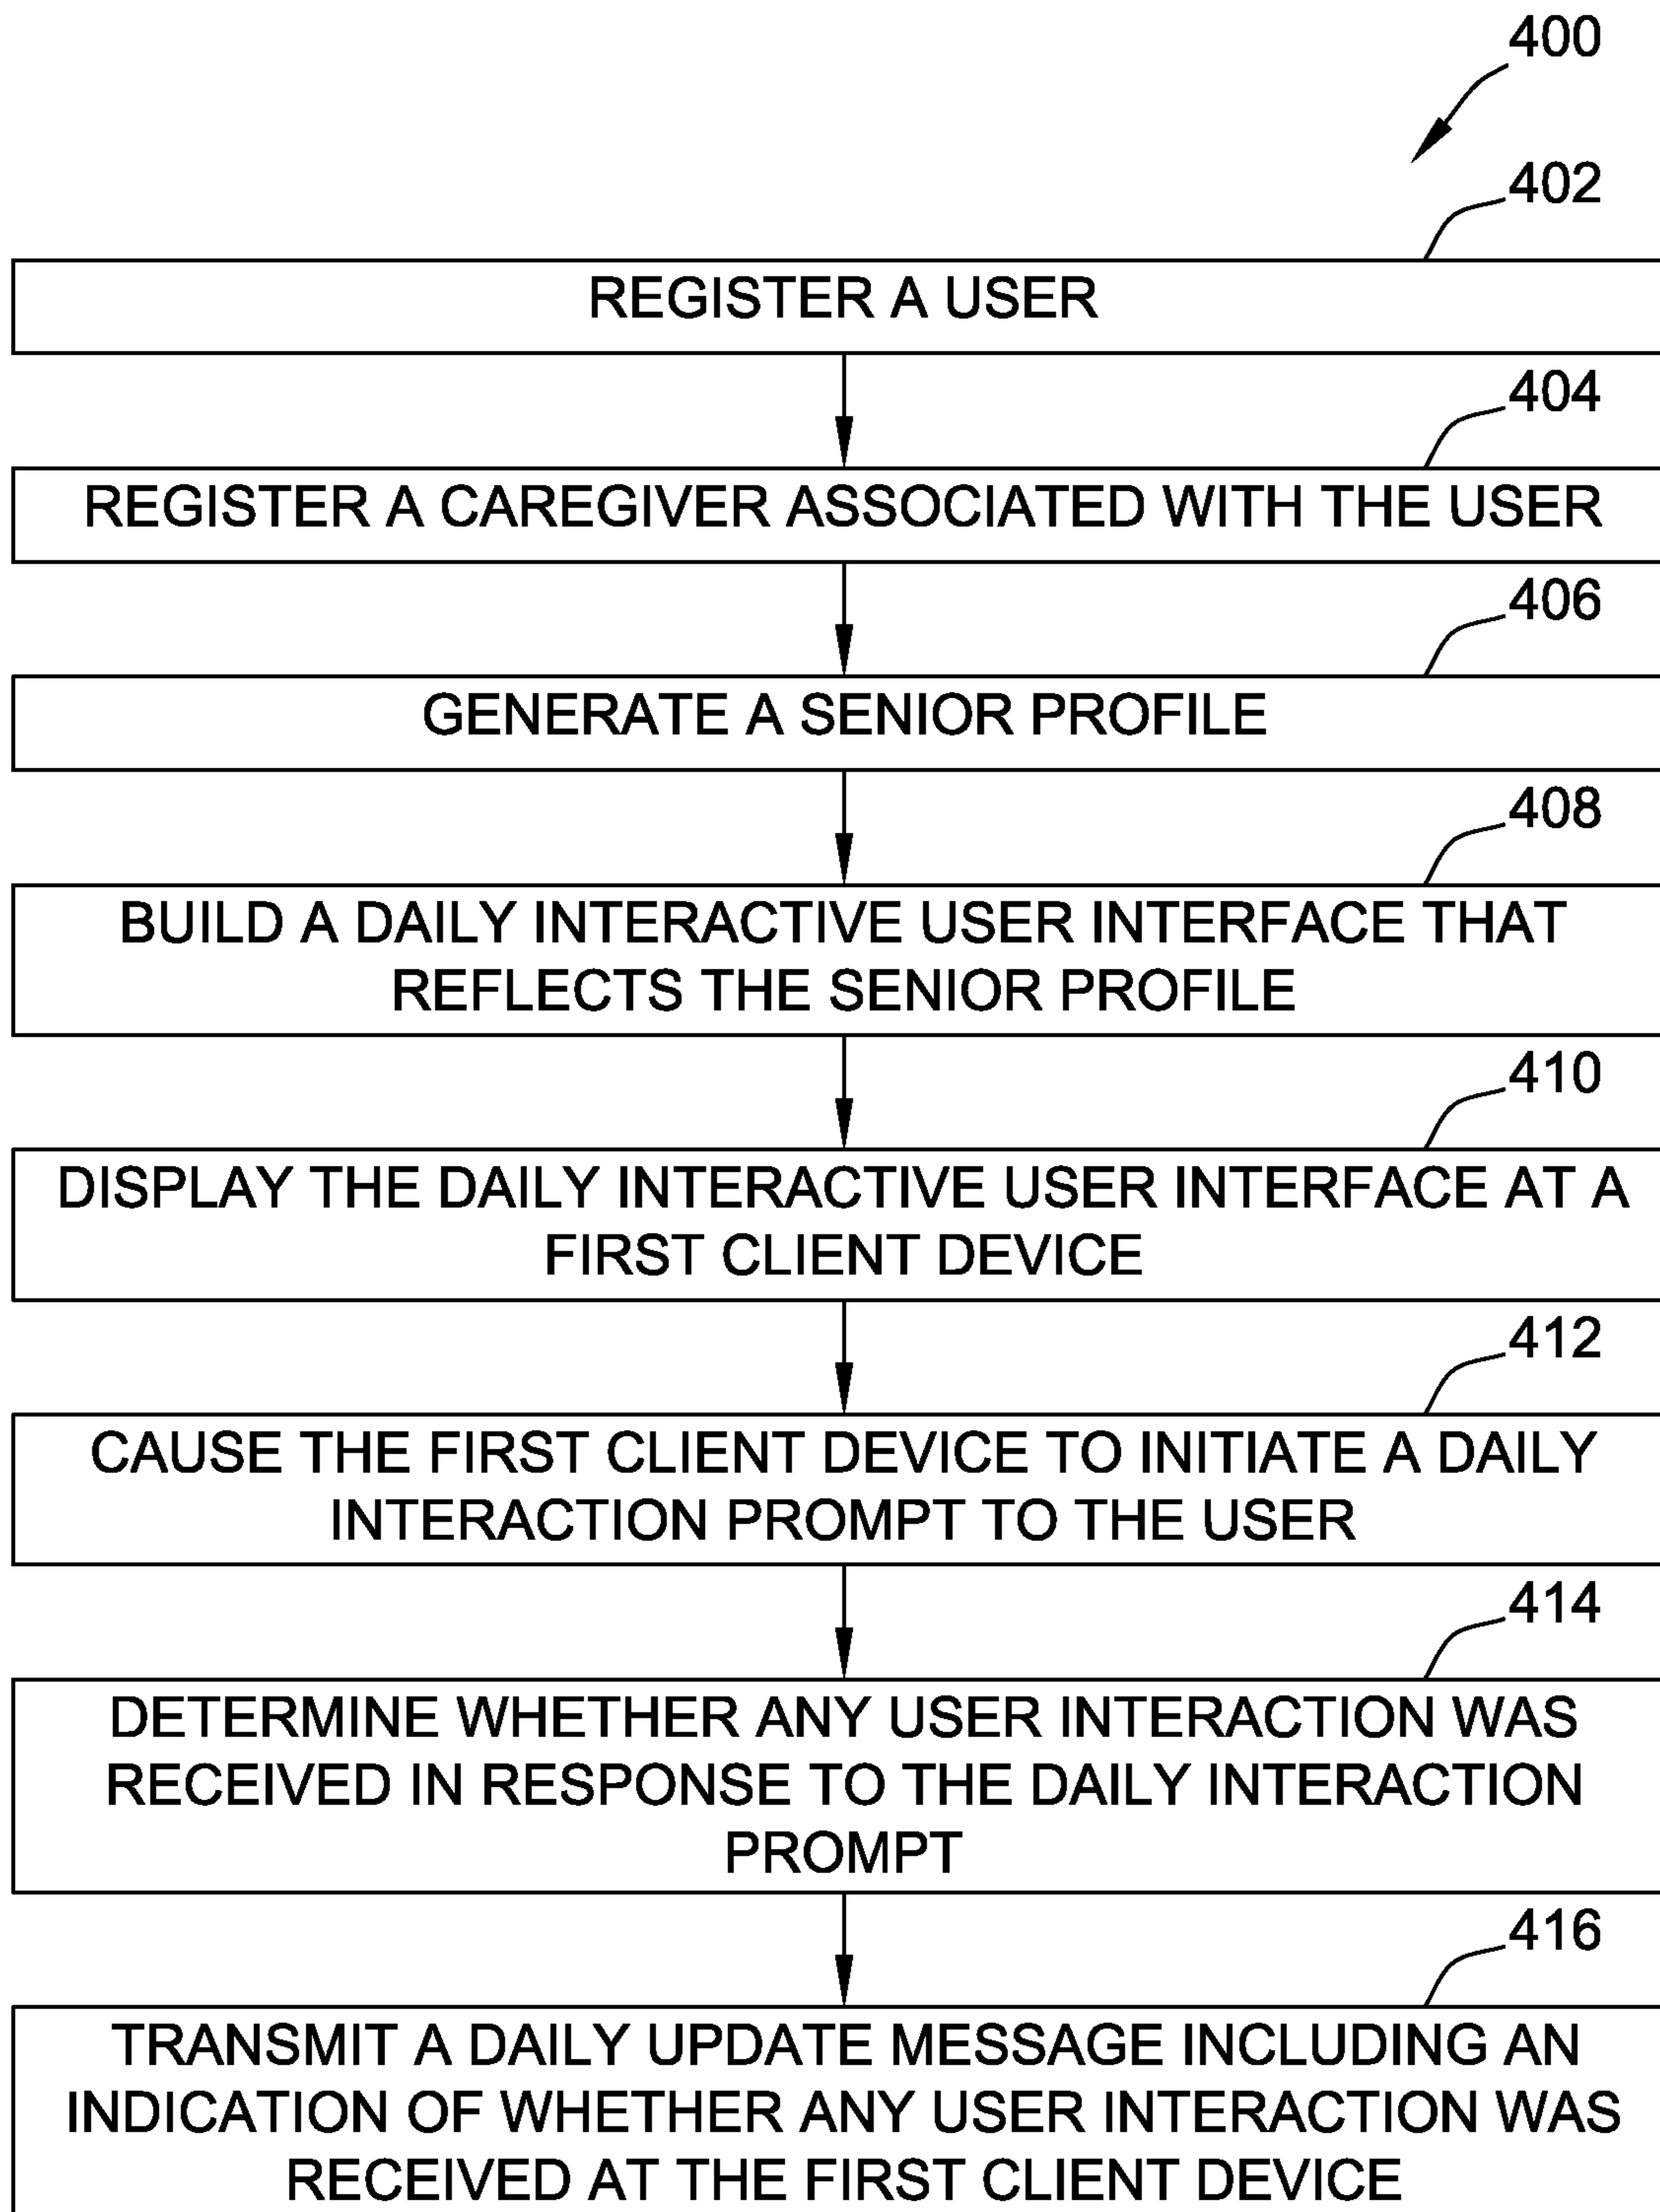 400
402
REGISTER A USER
404
REGISTER A CAREGIVER ASSOCIATED WITH THE USER
406
GENERATE A SENIOR PROFILE
408
BUILD A DAILY INTERACTIVE USER INTERFACE THAT
REFLECTS THE SENIOR PROFILE
410
DISPLAY THE DAILY INTERACTIVE USER INTERFACE AT A
FIRST CLIENT DEVICE
412
CAUSE THE FIRST CLIENT DEVICE TO INITIATE A DAILY
INTERACTION PROMPT TO THE USER
414
DETERMINE WHETHER ANY USER INTERACTION WAS
RECEIVED IN RESPONSE TO THE DAILY INTERACTION
PROMPT
416
TRANSMIT A DAILY UPDATE MESSAGE INCLUDING AN
INDICATION OF WHETHER ANY USER INTERACTION WAS
RECEIVED AT THE FIRST CLIENT DEVICE